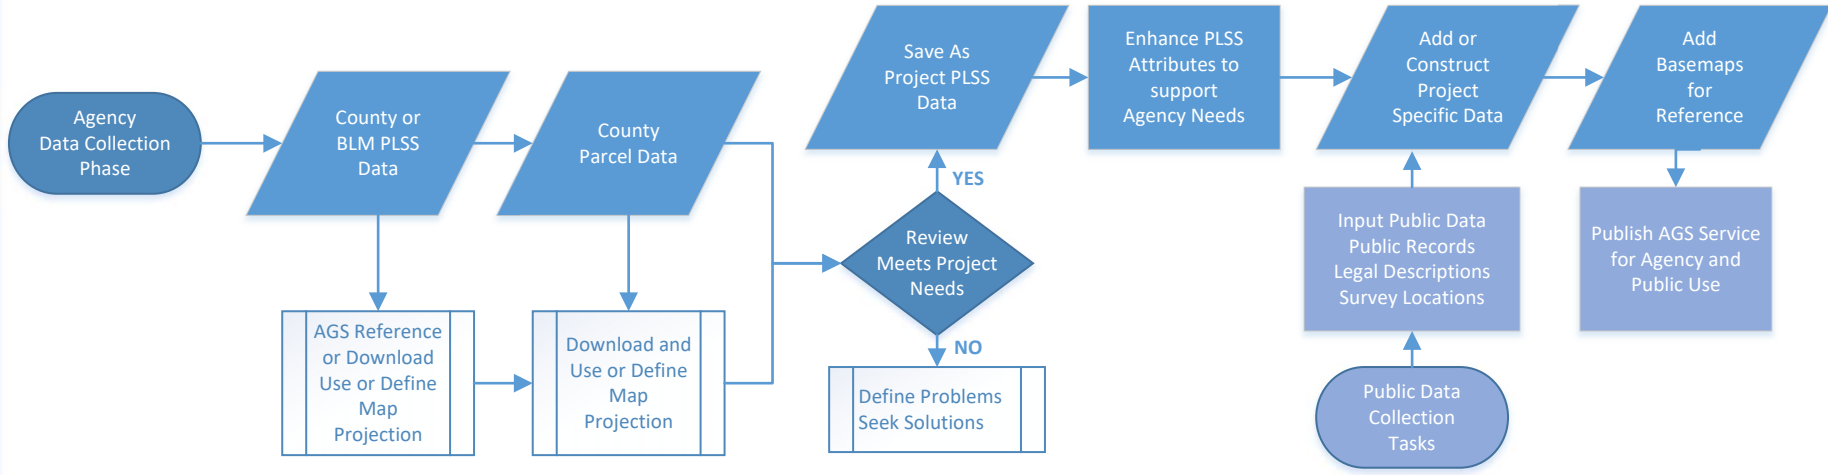 Agency
Data Collection
Phase
County or
BLM PLSS
Data
County
Parcel Data
AGS Reference
or Download
Use or Define
Map
Projection
Download and
Use or Define
Map
Projection
Review
Meets Project
Needs
YES
NO
Define Problems
Seek Solutions
Save As
Project PLSS
Data
Enhance PLSS
Attributes to
support
Agency Needs
Add or
Construct
Project
Specific Data
Add
Basemaps
for
Reference
Input Public Data
Public Records
Legal Descriptions
Survey Locations
Public Data
Collection
Tasks
Publish AGS Service
for Agency and
Public Use